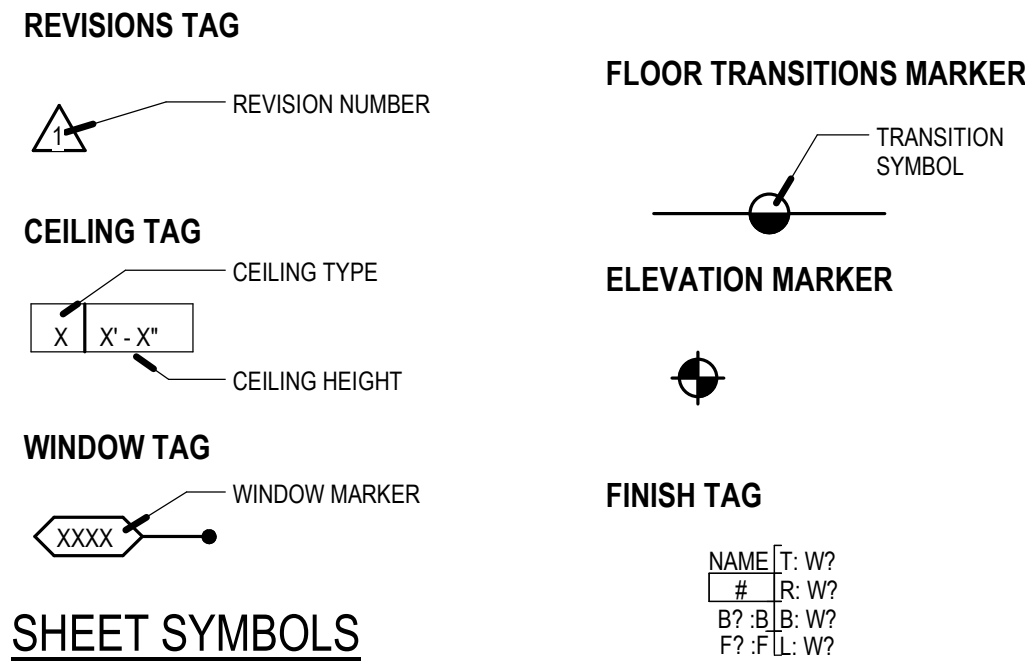 REVISIONS TAG
1
REVISION NUMBER
CEILING TAG
CEILING TYPE
X X' - X"
CEILING HEIGHT
WINDOW TAG
WINDOW MARKER
XXXX
SHEET SYMBOLS
FLOOR TRANSITIONS MARKER
TRANSITION
SYMBOL
ELEVATION MARKER
FINISH TAG
NAME T: W?
# R: W?
B? :B B: W?
F? :F L: W?